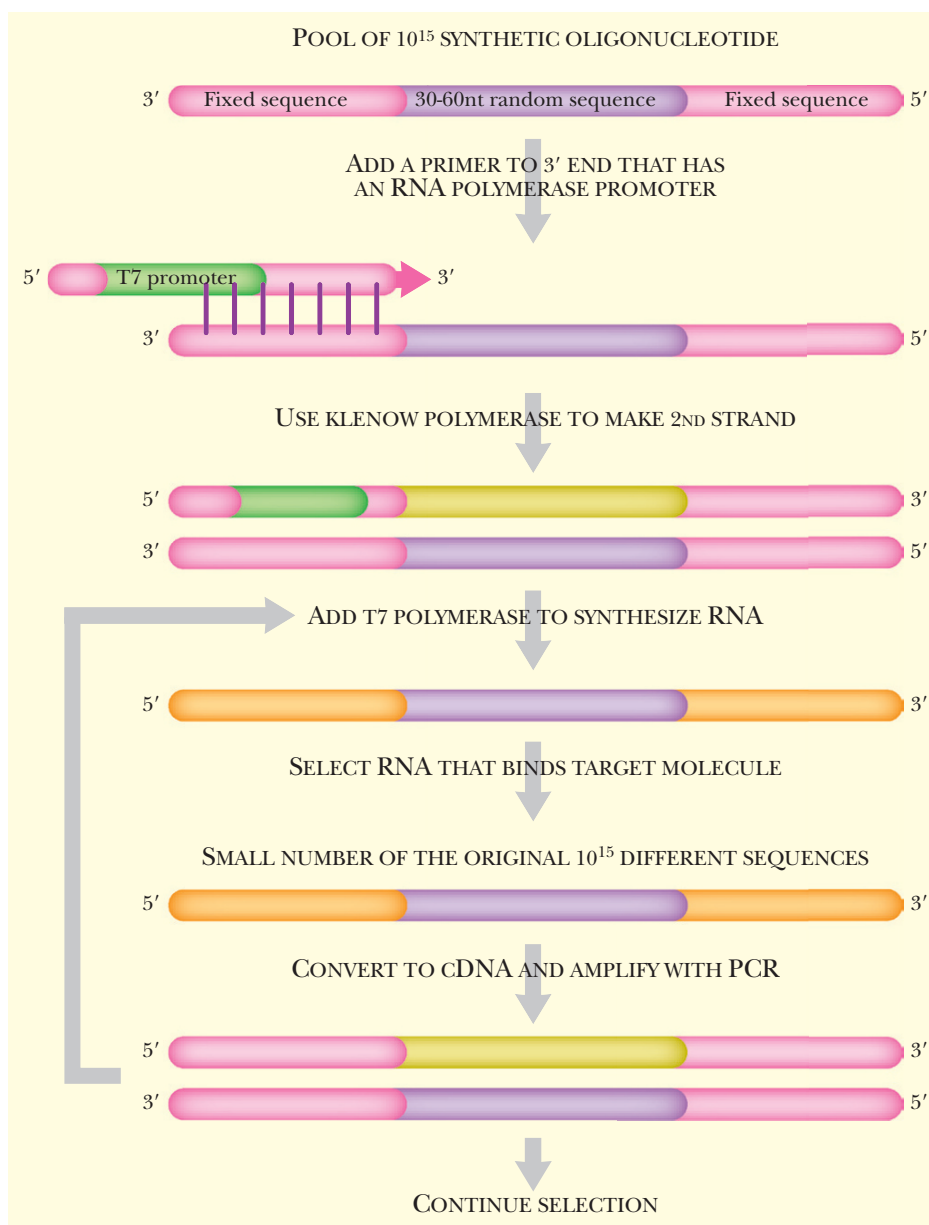 POOL OF 10¹⁵ SYNTHETIC OLIGONUCLEOTIDE
3′ Fixed sequence 30-60nt random sequence Fixed sequence 5′
ADD A PRIMER TO 3′ END THAT HAS
AN RNA POLYMERASE PROMOTER
5′ T7 promoter 3′
3′ 5′
USE KLENOW POLYMERASE TO MAKE 2ND STRAND
5′ 3′
3′ 5′
ADD T7 POLYMERASE TO SYNTHESIZE RNA
5′ 3′
SELECT RNA THAT BINDS TARGET MOLECULE
SMALL NUMBER OF THE ORIGINAL 10¹⁵ DIFFERENT SEQUENCES
5′ 3′
CONVERT TO CDNA AND AMPLIFY WITH PCR
5′ 3′
3′ 5′
CONTINUE SELECTION